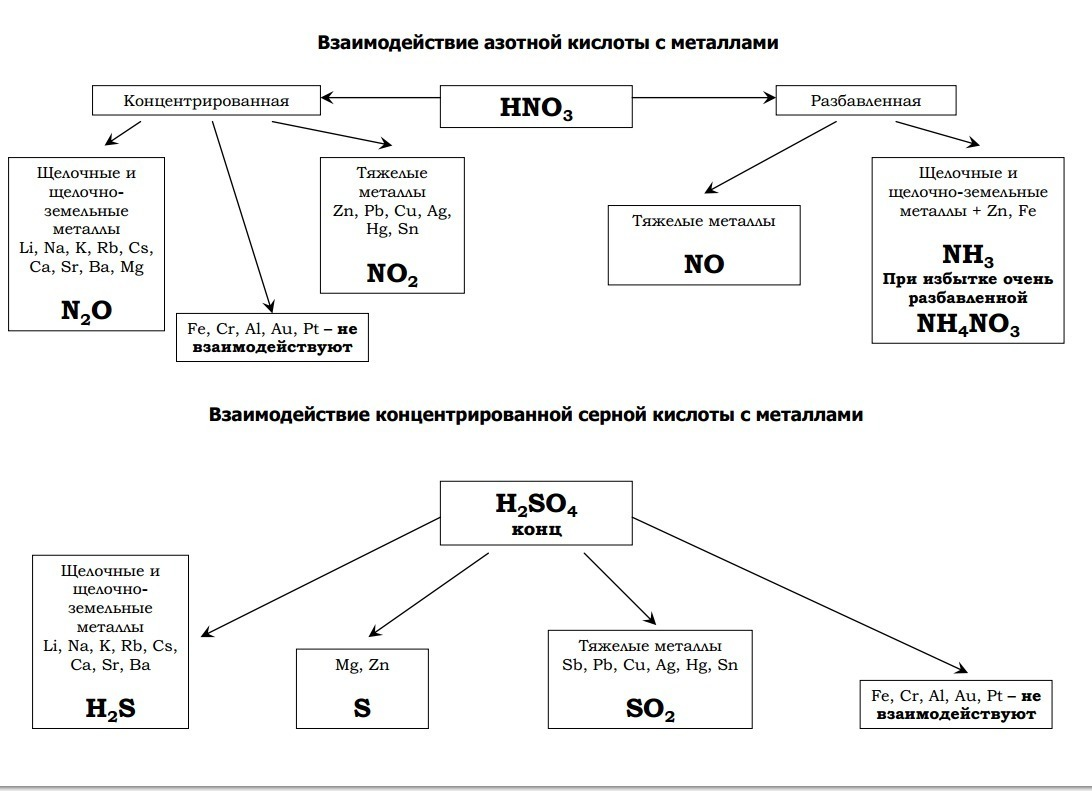 Взаимодействие азотной кислоты с металлами
Концентрированная
HNO₃
Разбавленная
Щелочные и
щелочно-
земельные
металлы
Li, Na, K, Rb, Cs,
Ca, Sr, Ba, Mg
N₂O
Fe, Cr, Al, Au, Pt – не
взаимодействуют
Тяжелые
металлы
Zn, Pb, Cu, Ag,
Hg, Sn
NO₂
Тяжелые металлы
NO
Щелочные и
щелочно-земельные
металлы + Zn, Fe
NH₃
При избытке очень
разбавленной
NH₄NO₃
Взаимодействие концентрированной серной кислоты с металлами
H₂SO₄
конц
Щелочные и
щелочно-
земельные
металлы
Li, Na, K, Rb, Cs,
Ca, Sr, Ba
H₂S
Mg, Zn
S
Тяжелые металлы
Sb, Pb, Cu, Ag, Hg, Sn
SO₂
Fe, Cr, Al, Au, Pt – не
взаимодействуют